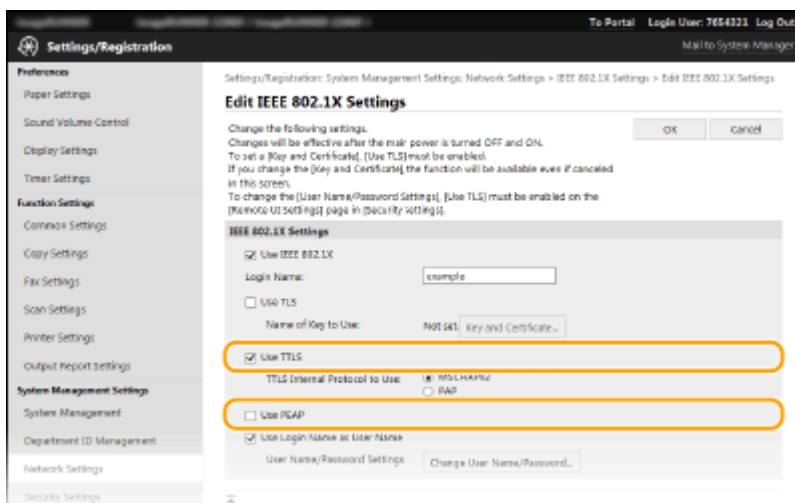 To Portal Login User: 7654321 Log Out
Settings/Registration
Mail to System Manager
Preferences
Paper Settings
Sound Volume Control
Display Settings
Timer Settings
Function Settings
Common Settings
Copy Settings
Fax Settings
Scan Settings
Printer Settings
Output Report Settings
System Management Settings
System Management
Department ID Management
Network Settings
Security Settings
Settings/Registration: System Management Settings: Network Settings > IEEE 802.1X Settings > Edit IEEE 802.1X Settings
Edit IEEE 802.1X Settings
Change the following settings.
Changes will be effective after the main power is turned OFF and ON.
To set a [Key and Certificate], [Use TLS] must be enabled.
If you change the [Key and Certificate], the function will be available even if canceled
in this screen.
To change the [User Name/Password Settings], [Use TLS] must be enabled on the
[Remote UI Settings] page in [Security Settings].
OK
Cancel
IEEE 802.1X Settings
Use IEEE 802.1X
Login Name:
example
Use TLS
Name of Key to Use:
Not set.
Key and Certificate...
Use TTLS
TTLS Internal Protocol to Use:
MSCHAPv2
PAP
Use PEAP
Use Login Name as User Name
User Name/Password Settings
Change User Name/Password...